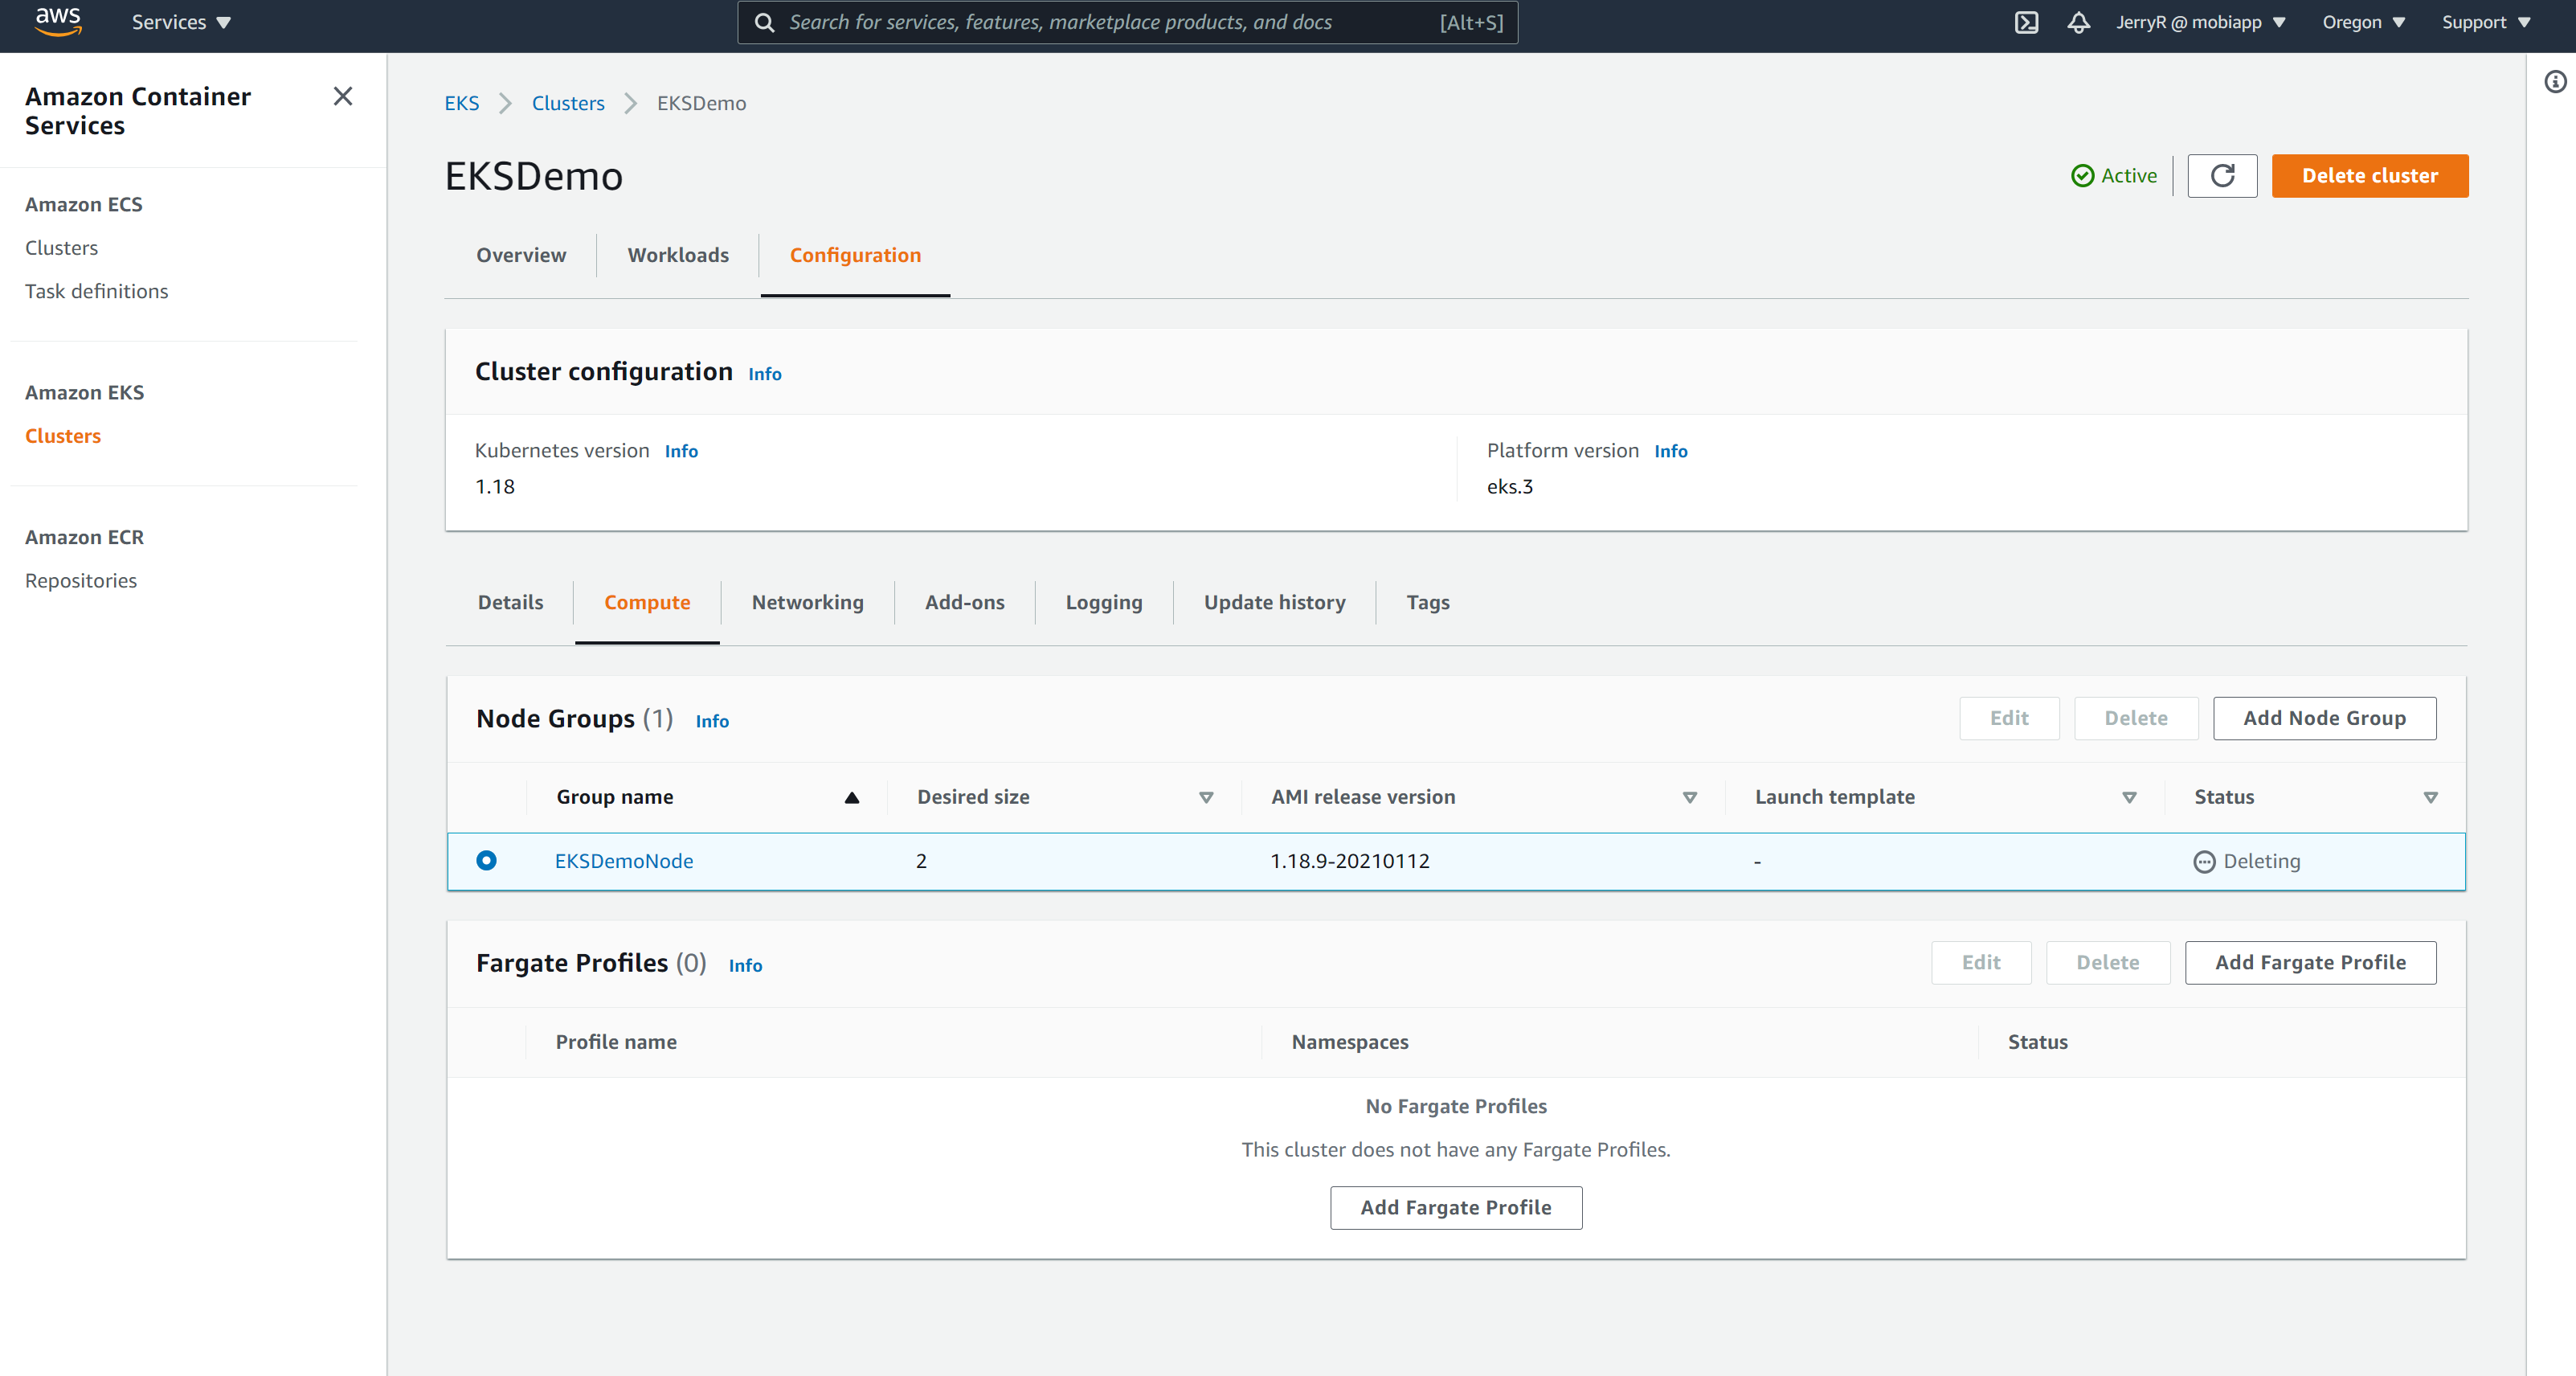 aws
Services
Search for services, features, marketplace products, and docs [Alt+S]
JerryR @ mobiapp
Oregon
Support
Amazon Container
Services
Amazon ECS
Clusters
Task definitions
Amazon EKS
Clusters
Amazon ECR
Repositories
EKS Clusters EKSDemo
EKSDemo
Active
Delete cluster
Overview Workloads Configuration
Cluster configuration Info
Kubernetes version Info
1.18
Platform version Info
eks.3
Details Compute Networking Add-ons Logging Update history Tags
Node Groups (1) Info
Edit Delete Add Node Group
Group name Desired size AMI release version Launch template Status
EKSDemoNode 2 1.18.9-20210112 - Deleting
Fargate Profiles (0) Info
Edit Delete Add Fargate Profile
Profile name Namespaces Status
No Fargate Profiles
This cluster does not have any Fargate Profiles.
Add Fargate Profile